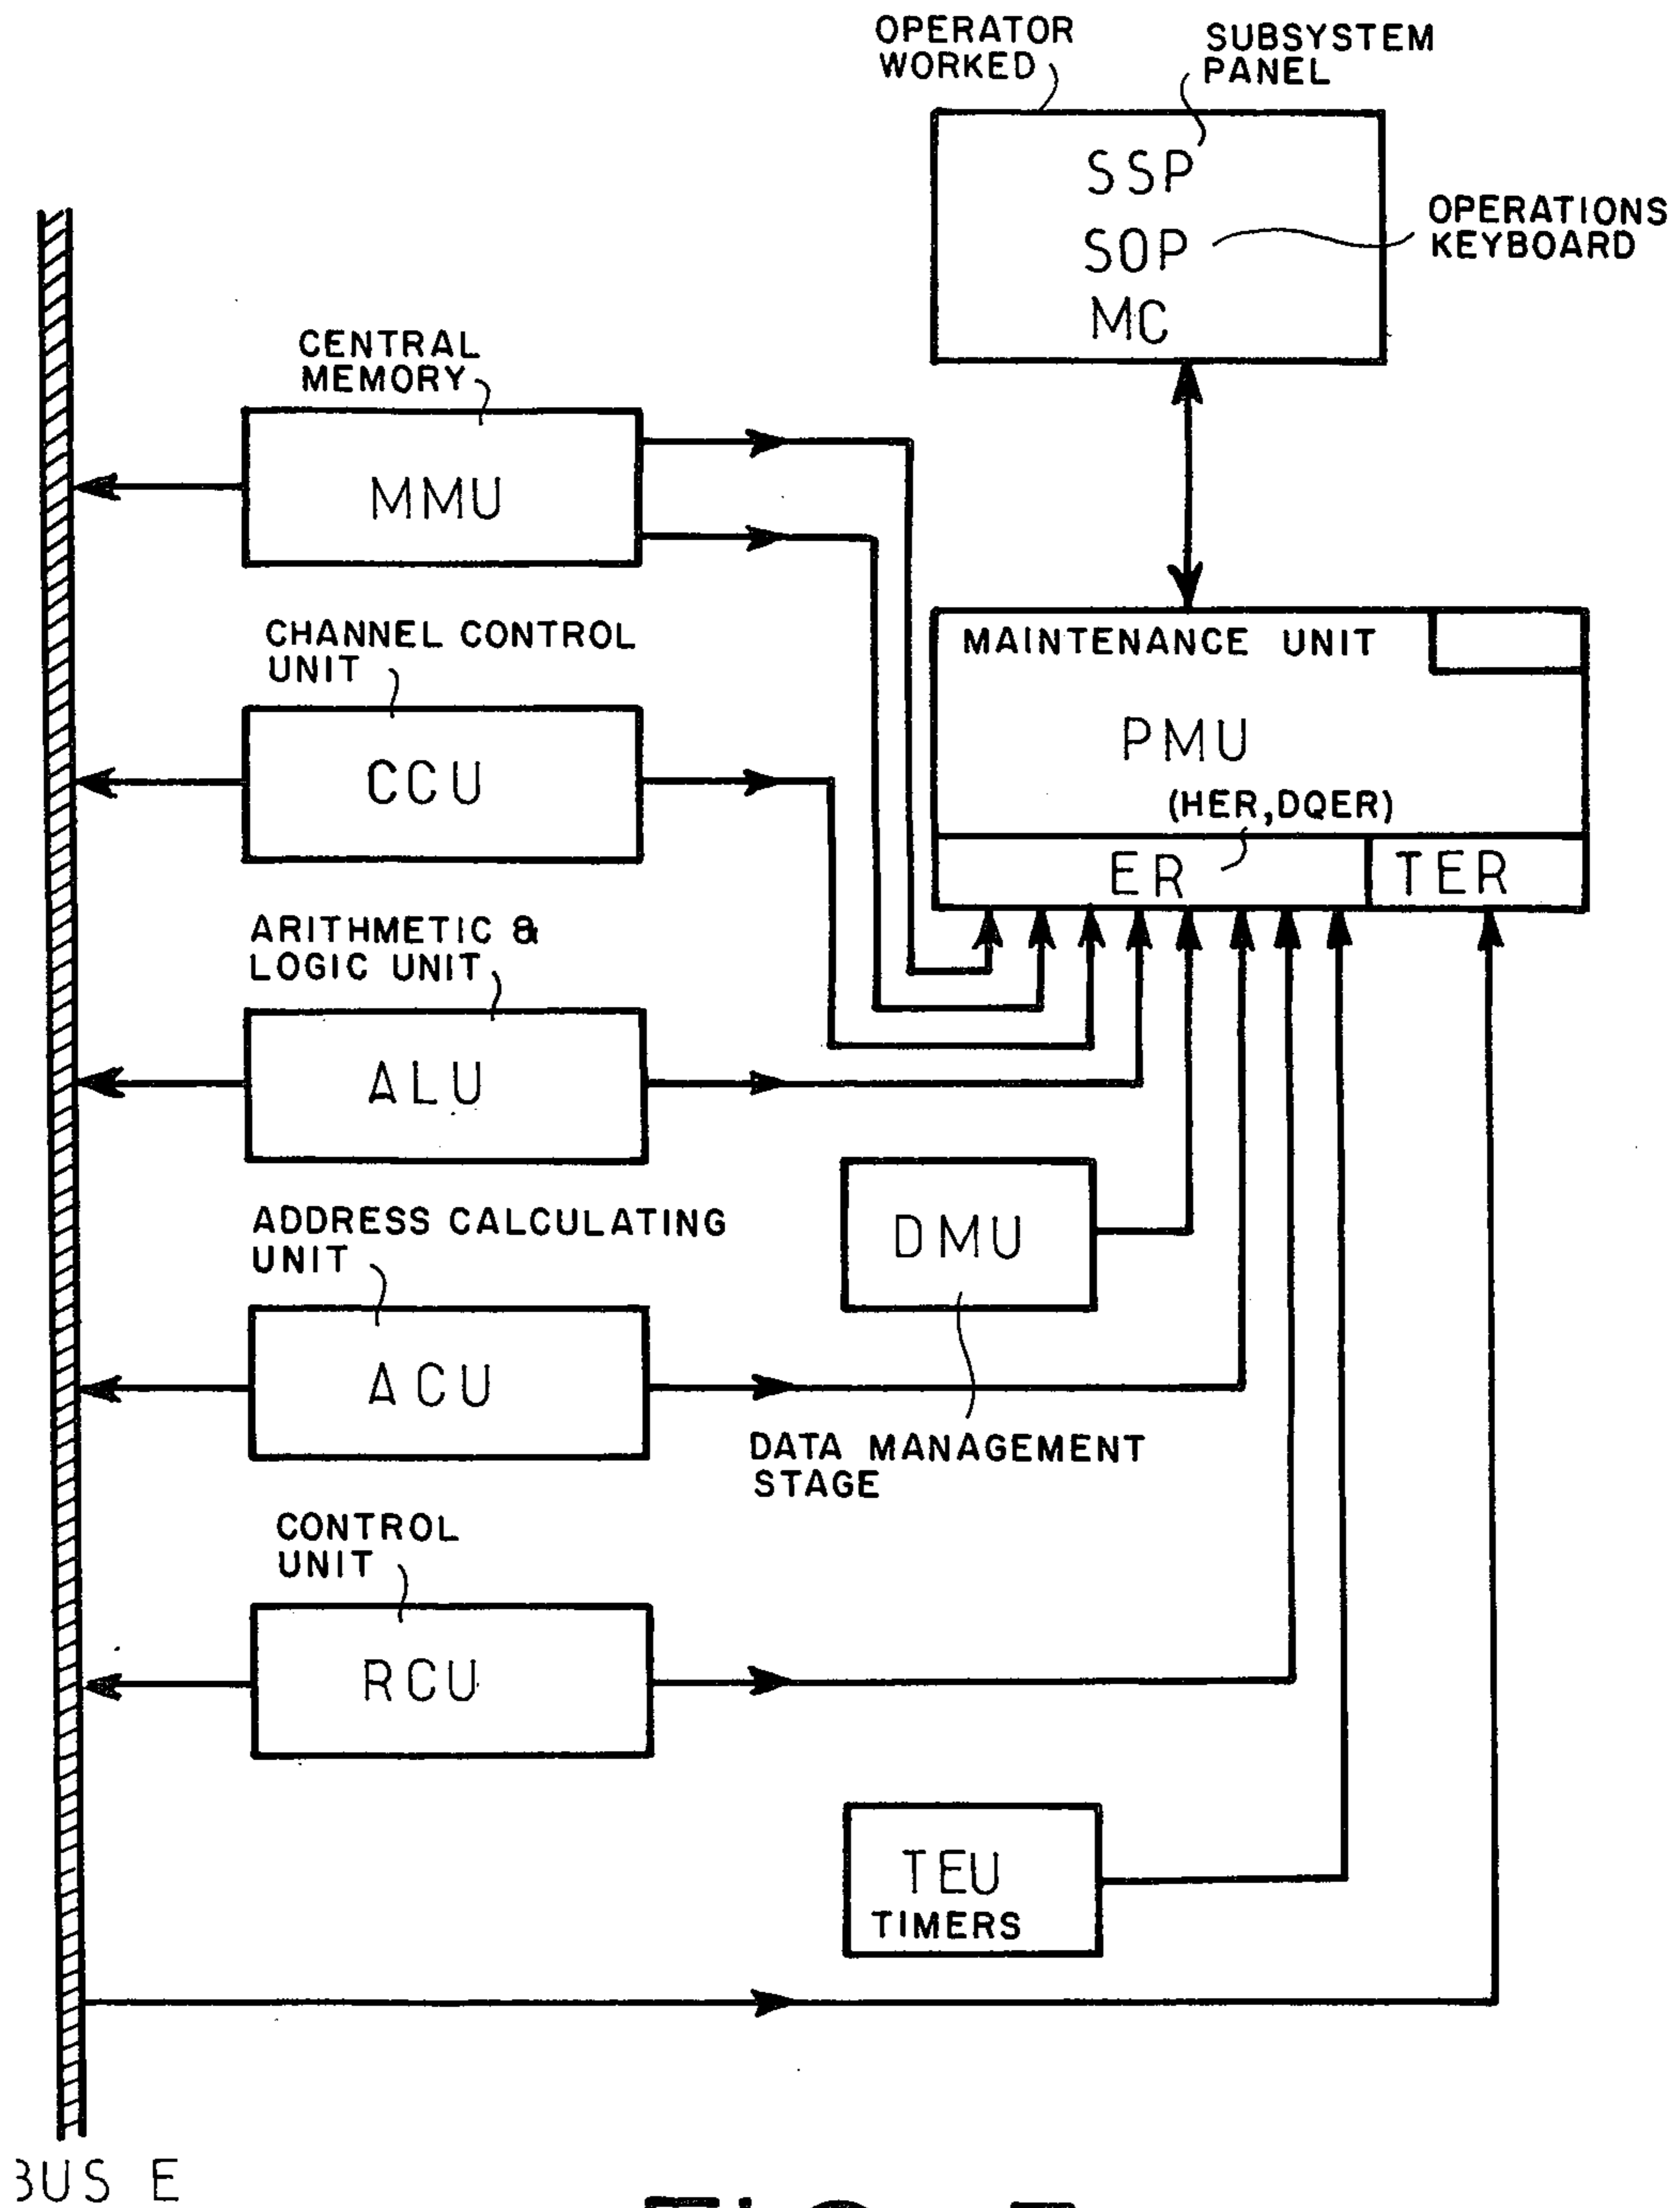 OPERATOR
WORKED
SUBSYSTEM
PANEL
SSP
SOP
MC
OPERATIONS
KEYBOARD
CENTRAL
MEMORY
MMU
CHANNEL CONTROL
UNIT
CCU
MAINTENANCE UNIT
PMU
(HER,DQER)
ER
TER
ARITHMETIC &
LOGIC UNIT
ALU
DMU
ADDRESS CALCULATING
UNIT
ACU
DATA MANAGEMENT
STAGE
CONTROL
UNIT
RCU
TEU
TIMERS
BUS E